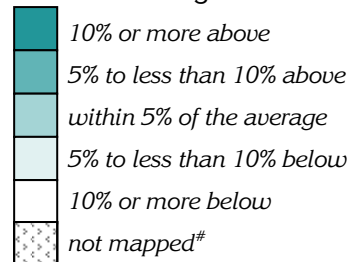 10% or more above
5% to less than 10% above
within 5% of the average
5% to less than 10% below
10% or more below
not mapped#